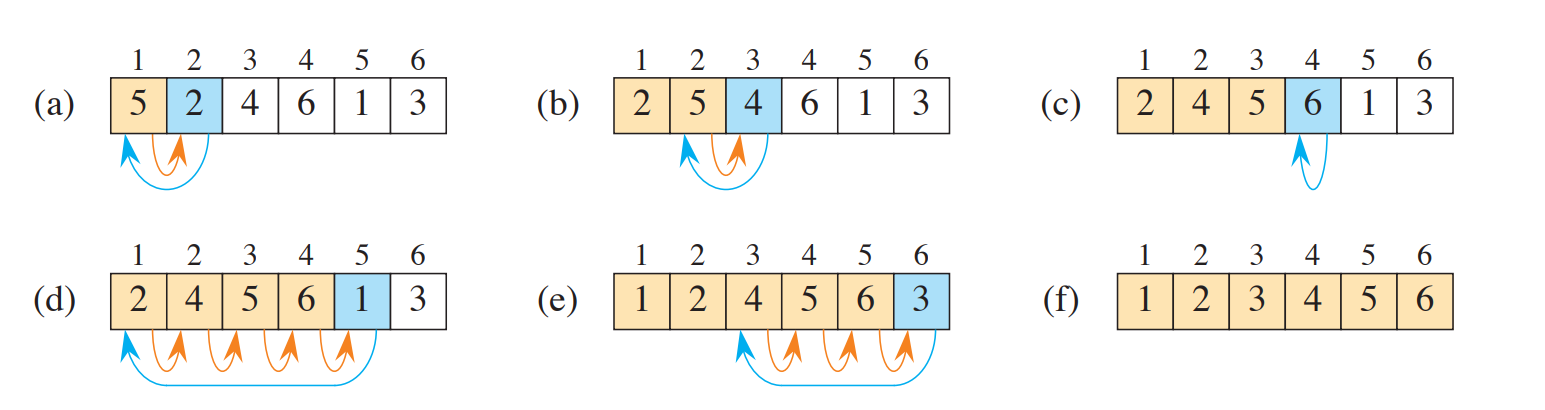 1 2 3 4 5 6
(a) 5 2 4 6 1 3
1 2 3 4 5 6
(b) 2 5 4 6 1 3
1 2 3 4 5 6
(c) 2 4 5 6 1 3
1 2 3 4 5 6
(d) 2 4 5 6 1 3
1 2 3 4 5 6
(e) 1 2 4 5 6 3
1 2 3 4 5 6
(f) 1 2 3 4 5 6